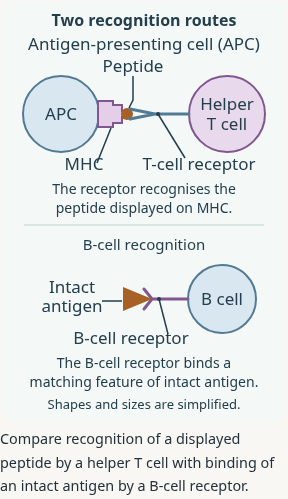 Two recognition routes
Antigen-presenting cell (APC)
Peptide
APC
Helper
T cell
MHC
T-cell receptor
The receptor recognises the
peptide displayed on MHC.
B-cell recognition
Intact
antigen
B cell
B-cell receptor
The B-cell receptor binds a
matching feature of intact antigen.
Shapes and sizes are simplified.
Compare recognition of a displayed
peptide by a helper T cell with binding of
an intact antigen by a B-cell receptor.